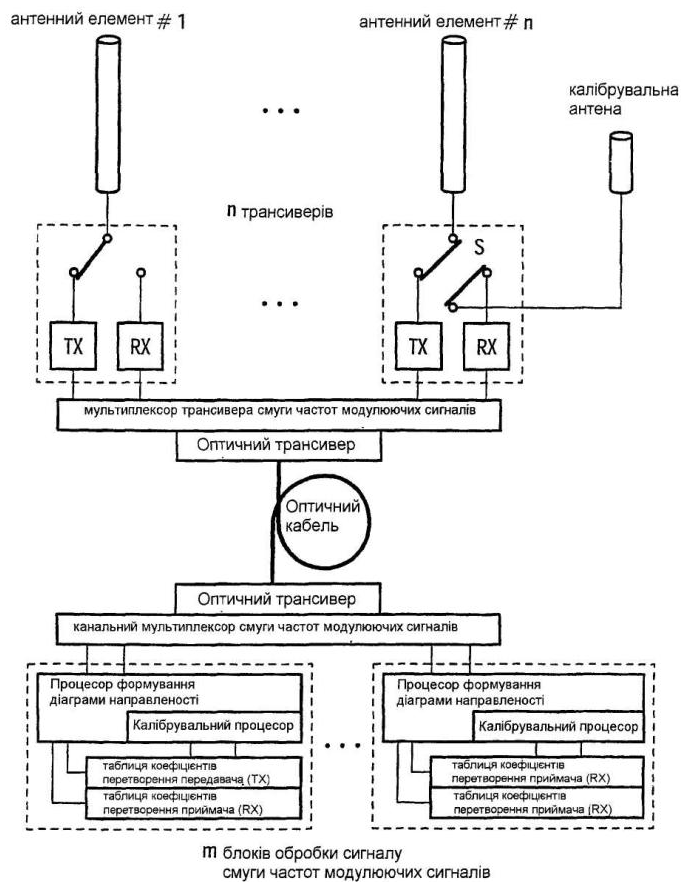 антенний елемент # 1
антенний елемент # n
калібрувальна
антена
n трансиверів
S
TX
RX
TX
RX
мультиплексор трансивера смуги частот модулюючих сигналів
Оптичний трансивер
Оптичний
кабель
Оптичний трансивер
канальний мультиплексор смуги частот модулюючих сигналів
Процесор формування
діаграми направленості
Калібрувальний процесор
таблиця коефіцієнтів
перетворення передавача (TX)
таблиця коефіцієнтів
перетворення приймача (RX)
Процесор формування
діаграми направленості
Калібрувальний процесор
таблиця коефіцієнтів
перетворення приймача (RX)
таблиця коефіцієнтів
перетворення приймача (RX)
m блоків обробки сигналу
смуги частот модулюючих сигналів